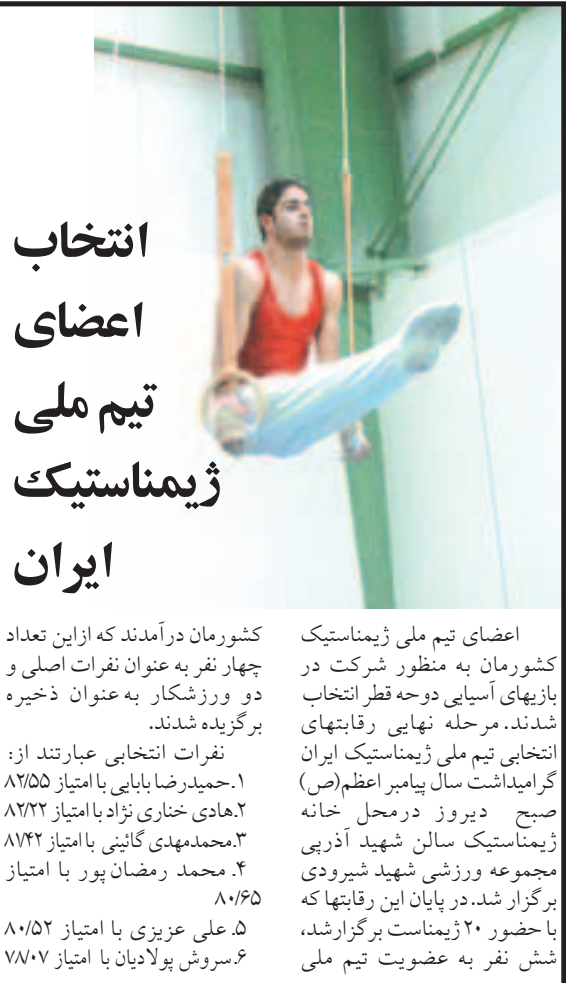 انتخاب
اعضای
تیم ملی
ژیمناستیک
ایران
اعضای تیم ملی ژیمناستیک
کشورمان به منظور شرکت در
بازیهای آسیایی دوحه قطر انتخاب
شدند. مرحله نهایی رقابتهای
انتخابی تیم ملی ژیمناستیک ایران
گرامیداشت سال پیامبر اعظم(ص)
صبح دیروز درمحل خانه
ژیمناستیک سالن شهید آذرپی
مجموعه ورزشی شهید شیرودی
برگزار شد. در پایان این رقابتها که
با حضور ۲۰ ژیمناست برگزارشد،
شش نفر به عضویت تیم ملی
کشورمان درآمدند که ازاین تعداد
چهار نفر به عنوان نفرات اصلی و
دو ورزشکار به عنوان ذخیره
برگزیده شدند.
نفرات انتخابی عبارتند از:
۱.حمیدرضا بابایی با امتیاز ۸۲/۵۵
۲.هادی خناری نژاد با امتیاز ۸۲/۲۲
۳.محمدمهدی گائینی با امتیاز ۸۱/۴۲
۴. محمد رمضان پور با امتیاز
۸۰/۶۵
۵. علی عزیزی با امتیاز ۸۰/۵۲
۶.سروش پولادیان با امتیاز ۷۸/۰۷